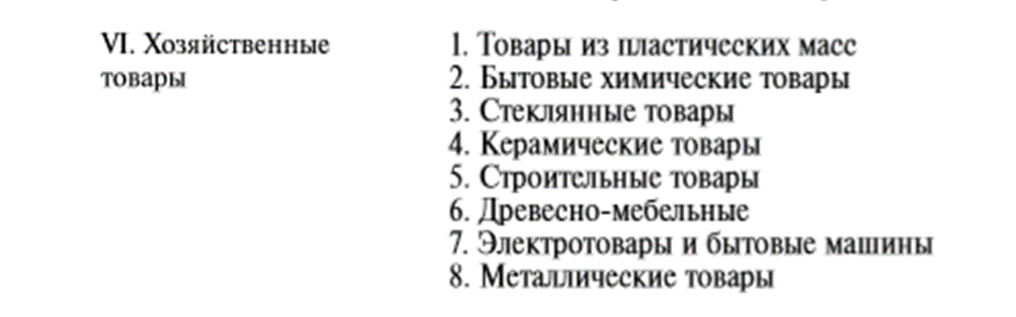 VI. Хозяйственные
товары
1. Товары из пластических масс
2. Бытовые химические товары
3. Стеклянные товары
4. Керамические товары
5. Строительные товары
6. Древесно-мебельные
7. Электротовары и бытовые машины
8. Металлические товары